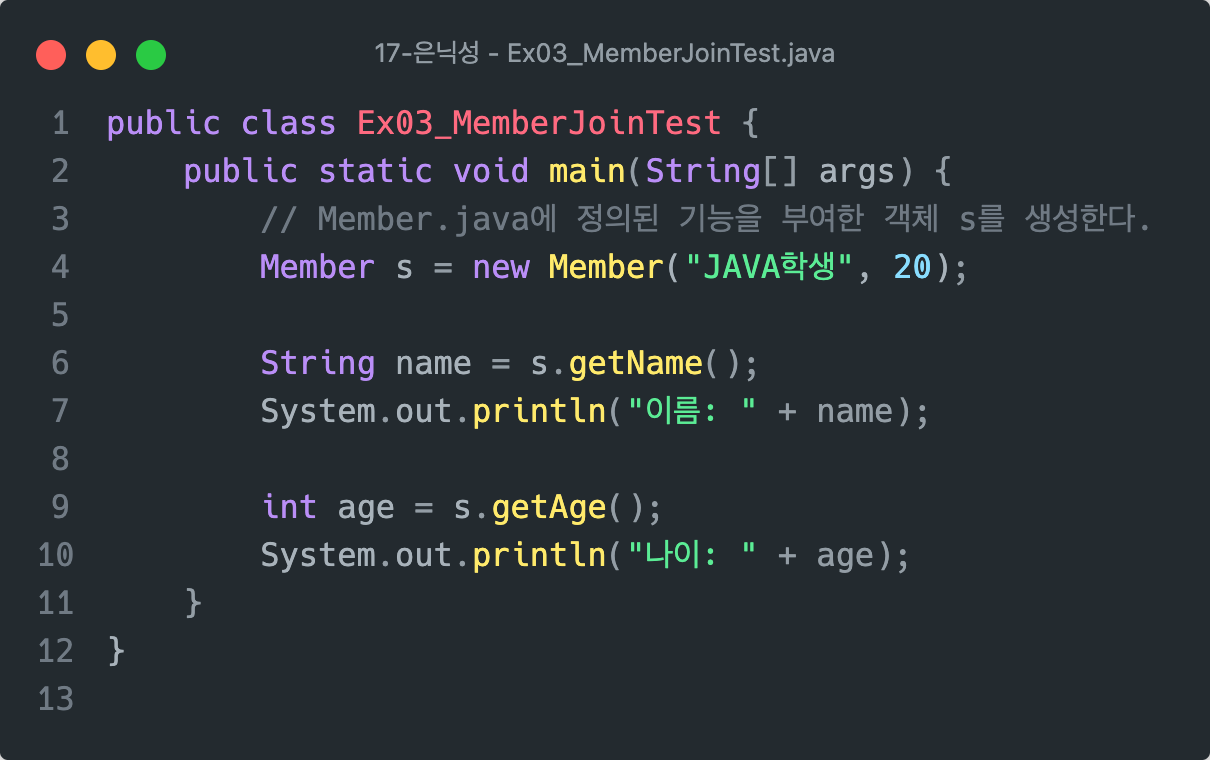 17-은닉성 - Ex03_MemberJoinTest.java
1 public class Ex03_MemberJoinTest {
2     public static void main(String[] args) {
3         // Member.java에 정의된 기능을 부여한 객체 s를 생성한다.
4         Member s = new Member("JAVA학생", 20);
5
6         String name = s.getName();
7         System.out.println("이름: " + name);
8
9         int age = s.getAge();
10         System.out.println("나이: " + age);
11     }
12 }
13